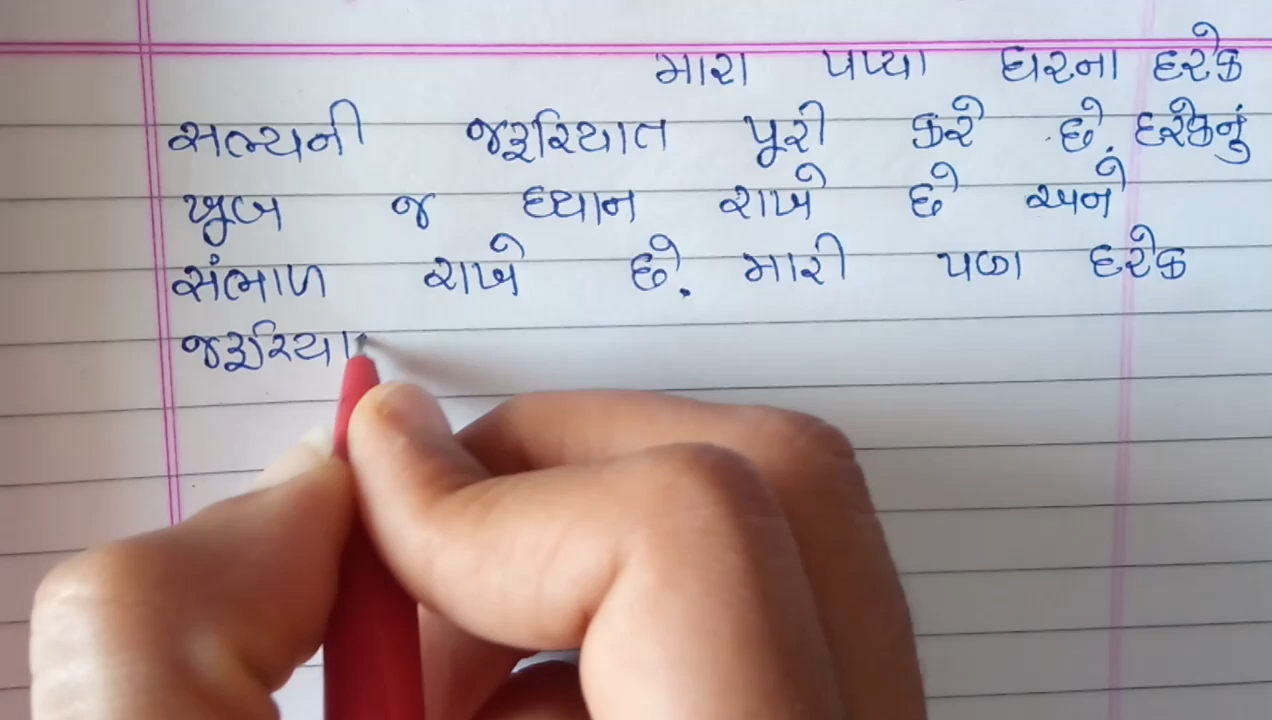 મારા પપ્પા ઘરના દરેક
સભ્યની જરૂરિયાત પૂરી કરે છે. દરેકનું
ખૂબ જ ધ્યાન રાખે છે અને
સંભાળ રાખે છે. મારી પણ દરેક
જરૂરિયા